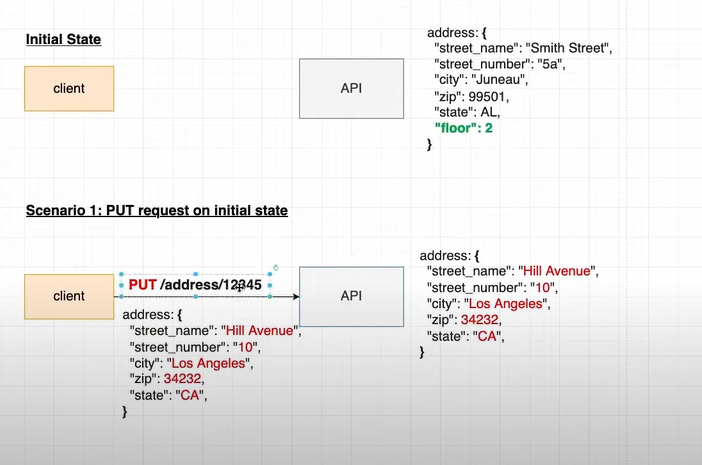 Initial State
client
API
address: {
"street_name": "Smith Street",
"street_number": "5a",
"city": "Juneau",
"zip": 99501,
"state": AL,
"floor": 2
}
Scenario 1: PUT request on initial state
client
PUT /address/12345
address: {
"street_name": "Hill Avenue",
"street_number": "10",
"city": "Los Angeles",
"zip": 34232,
"state": "CA",
}
API
address: {
"street_name": "Hill Avenue",
"street_number": "10",
"city": "Los Angeles",
"zip": 34232,
"state": "CA",
}